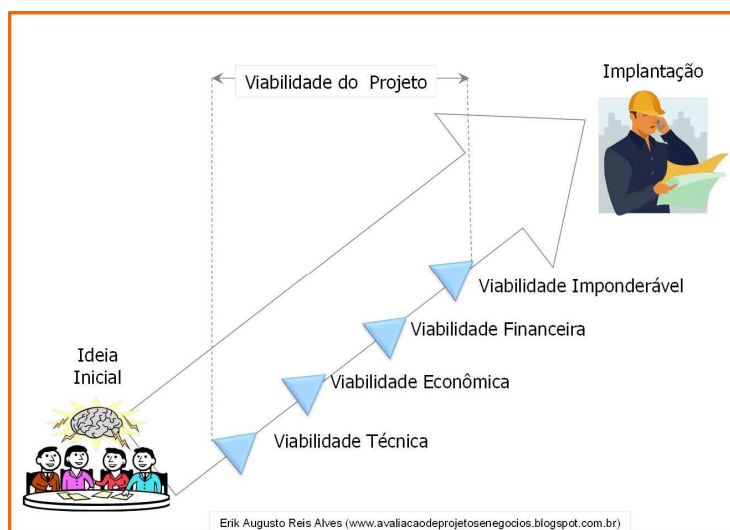 Viabilidade do Projeto
Implantação
Viabilidade Imponderável
Viabilidade Financeira
Ideia
Inicial
Viabilidade Econômica
Viabilidade Técnica
Erik Augusto Reis Alves (www.avaliacaodeprojetosenegocios.blogspot.com.br)